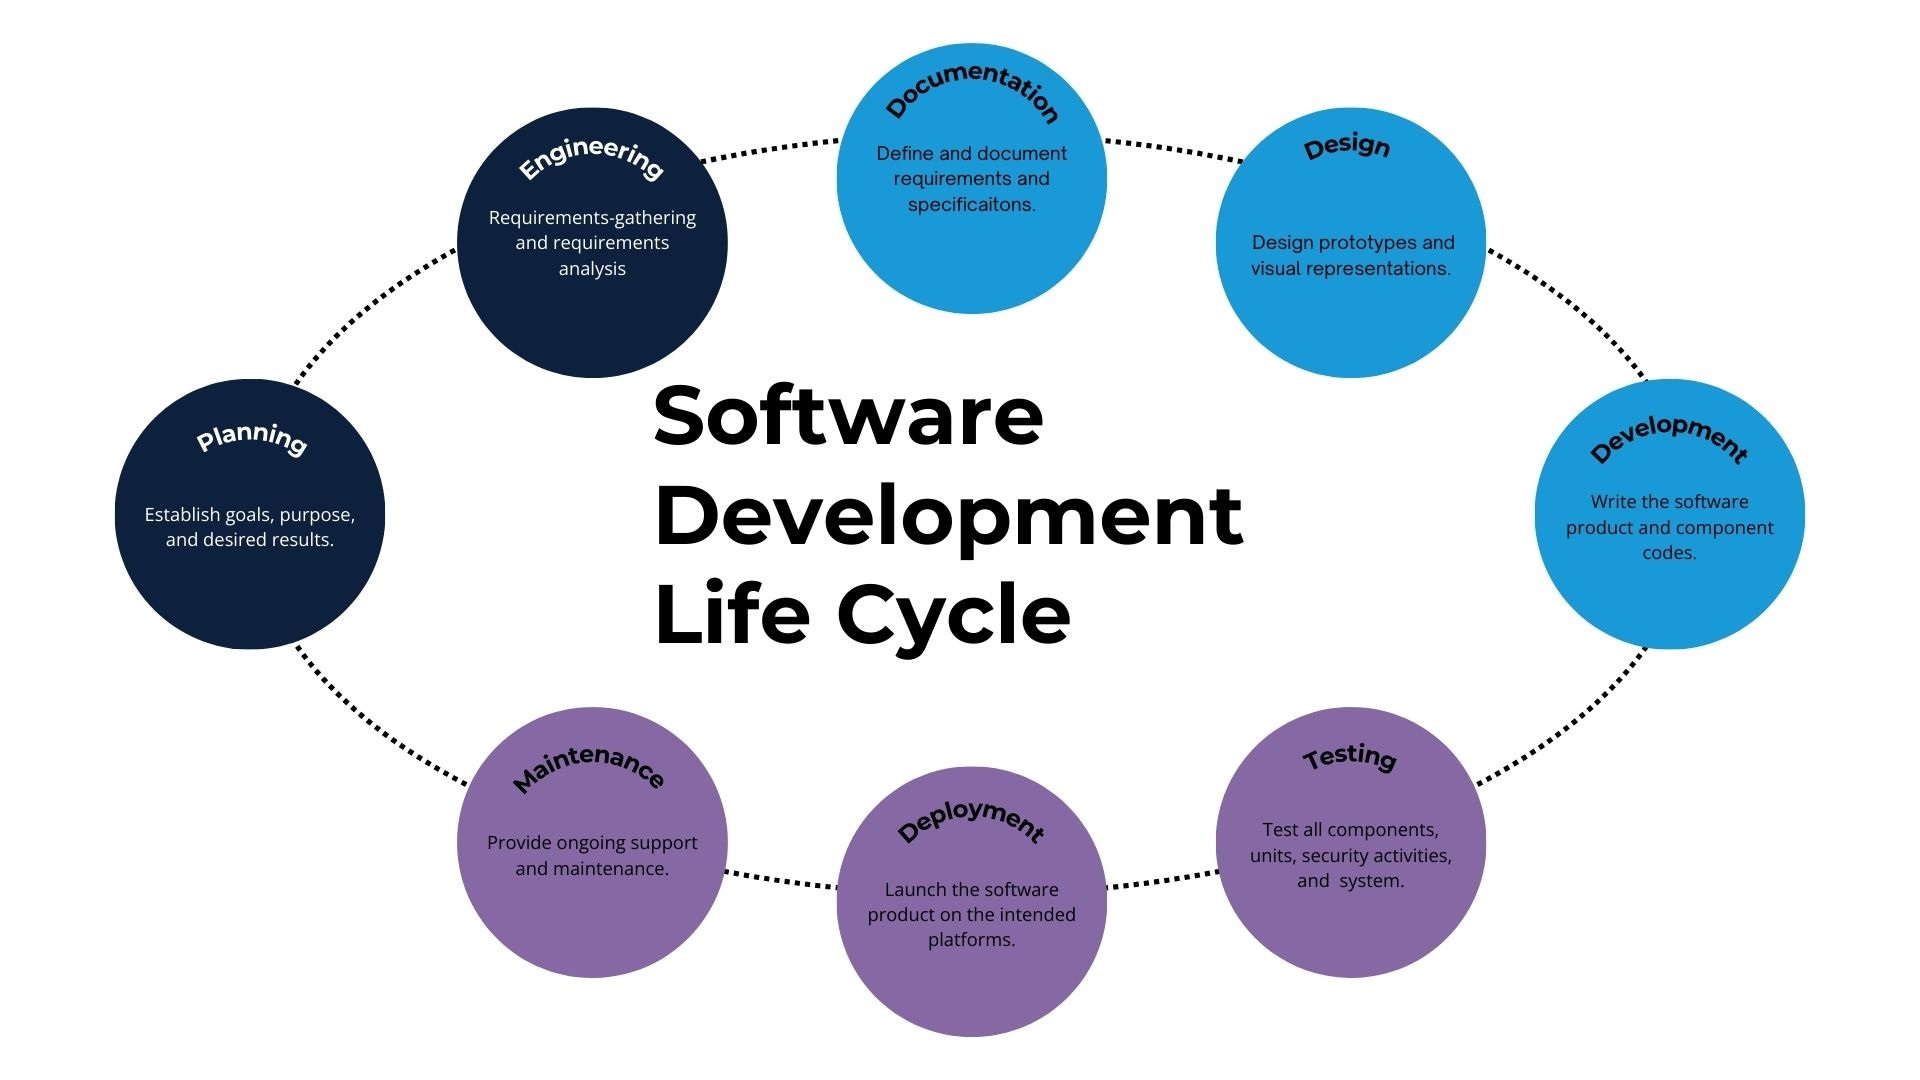 Documentation
Define and document
requirements and
specificaitons.
Engineering
Requirements-gathering
and requirements
analysis
Design
Design prototypes and
visual representations.
Planning
Establish goals, purpose,
and desired results.
Software
Development
Life Cycle
Development
Write the software
product and component
codes.
Maintenance
Provide ongoing support
and maintenance.
Deployment
Launch the software
product on the intended
platforms.
Testing
Test all components,
units, security activities,
and system.